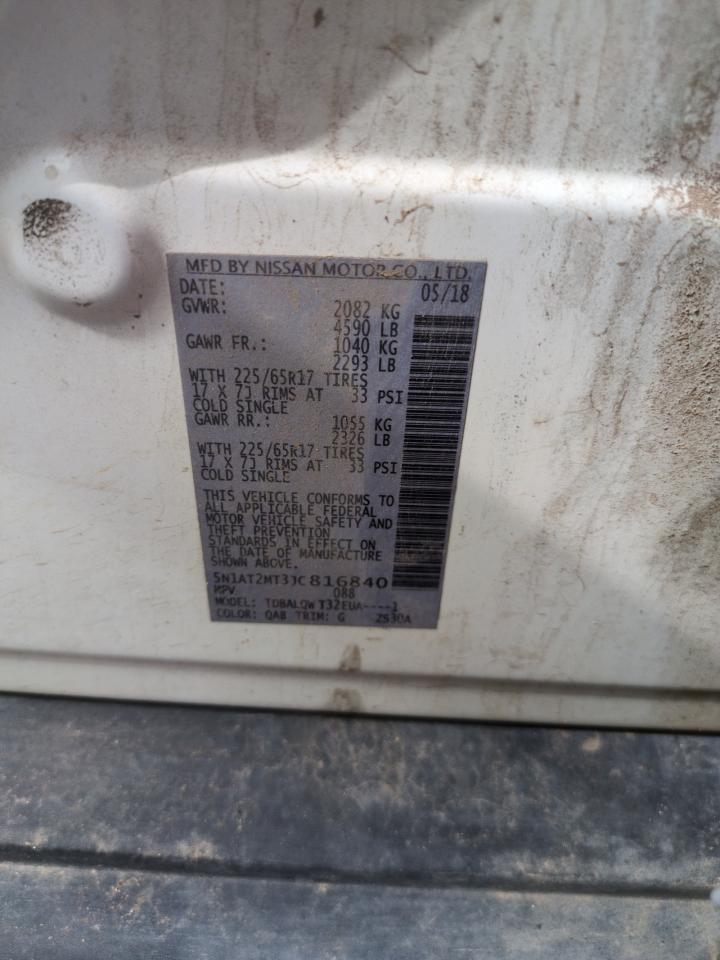 MFD BY NISSAN MOTOR CO., LTD.
DATE: 05/18
GVWR: 2082 KG
4590 LB
GAWR FR.: 1040 KG
2293 LB
WITH 225/65R17 TIRES
17 X 7J RIMS AT 33 PSI
COLD SINGLE
GAWR RR.: 1055 KG
2326 LB
WITH 225/65R17 TIRES
17 X 7J RIMS AT 33 PSI
COLD SINGLE
THIS VEHICLE CONFORMS TO
ALL APPLICABLE FEDERAL
MOTOR VEHICLE SAFETY AND
THEFT PREVENTION
STANDARDS IN EFFECT ON
THE DATE OF MANUFACTURE
SHOWN ABOVE.
5N1AT2MT3JC816840
MPV 088
MODEL: TDBALQW T32EUA----1
COLOR: QAB TRIM: G 2S30A